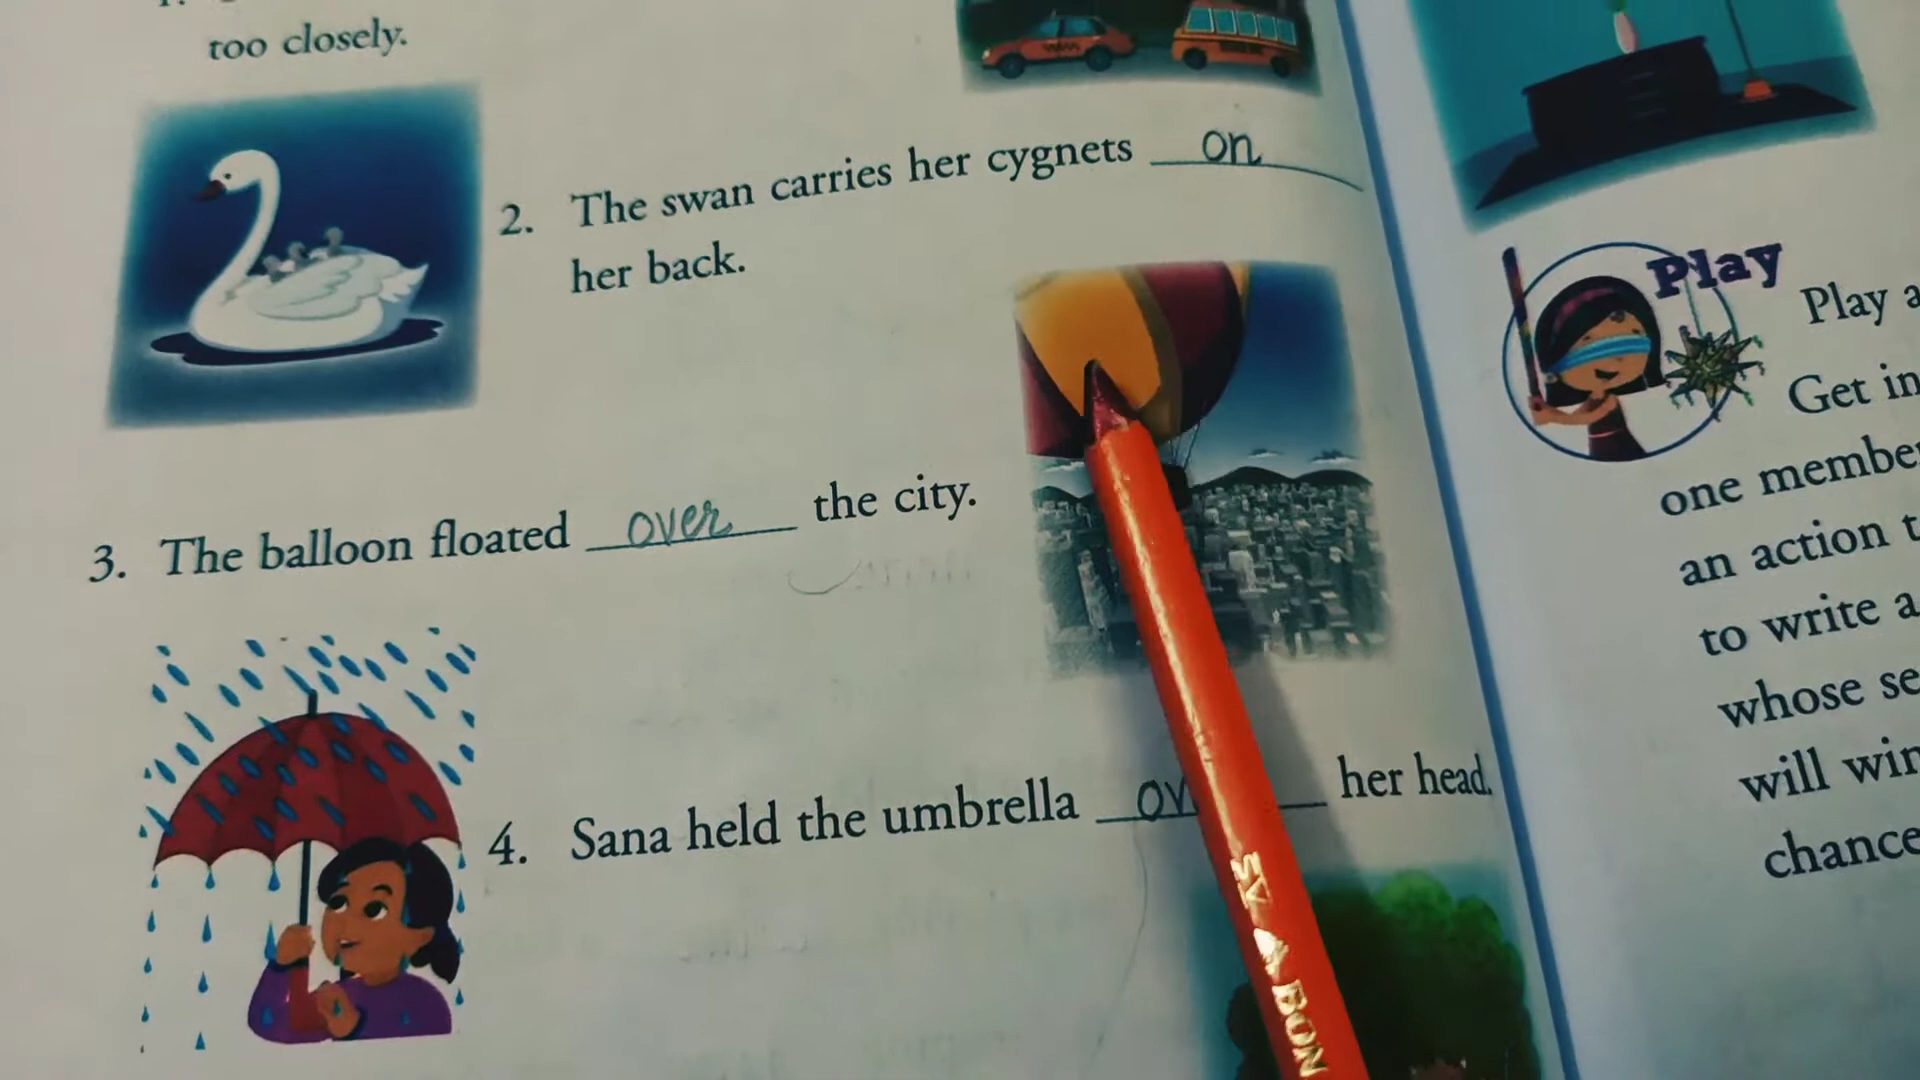 too closely.
2. The swan carries her cygnets on
her back.
3. The balloon floated over the city.
4. Sana held the umbrella her head.
Play
Play a
Get in
one member
an action t
to write a
whose se
will win
chance